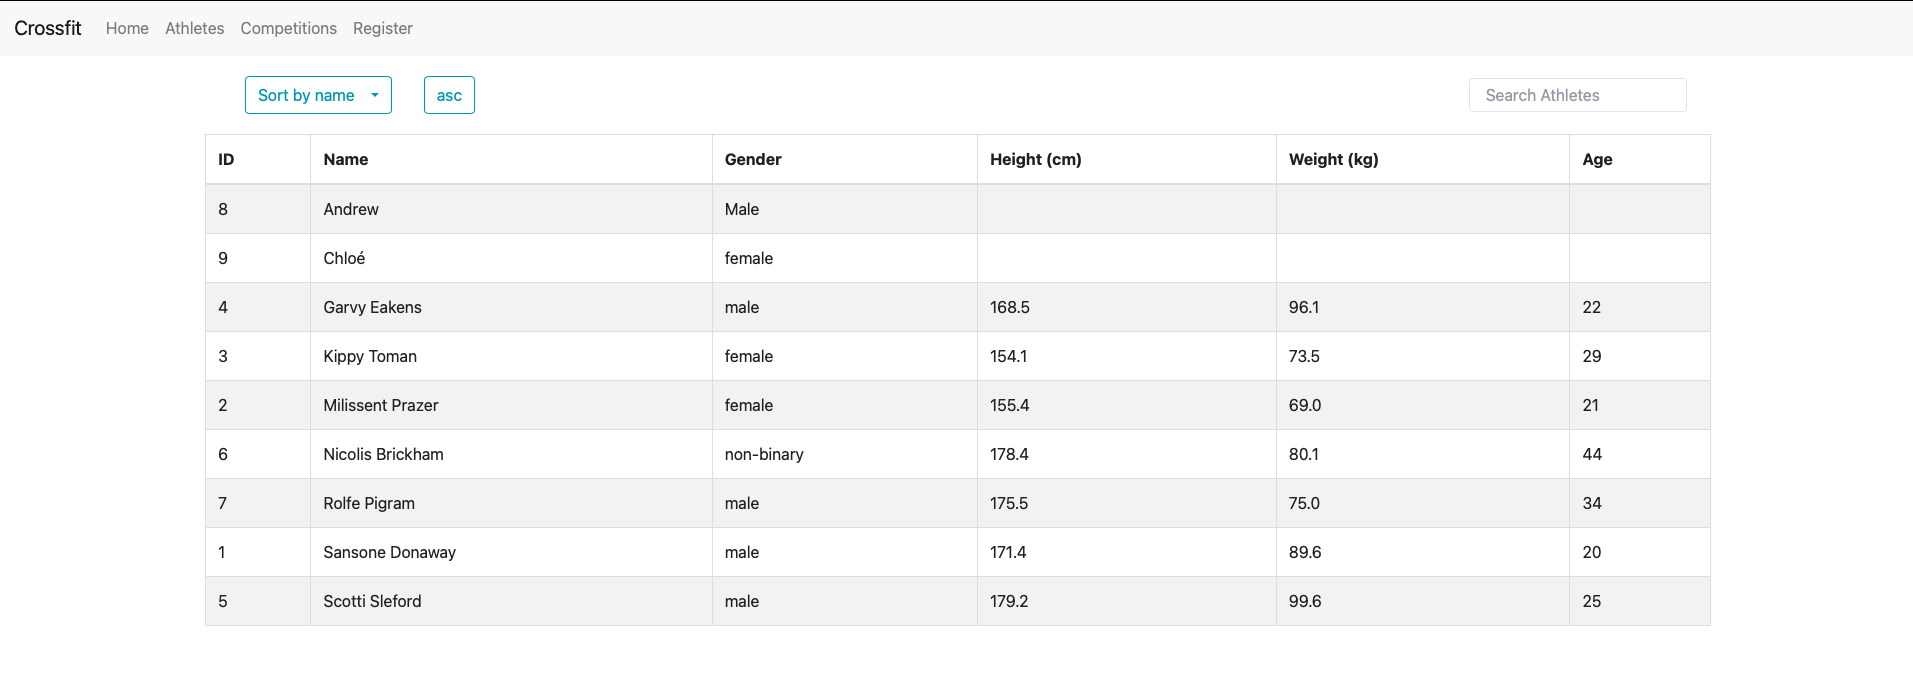 Crossfit Home Athletes Competitions Register
Sort by name asc Search Athletes
ID Name Gender Height (cm) Weight (kg) Age
8 Andrew Male
9 Chloé female
4 Garvy Eakens male 168.5 96.1 22
3 Kippy Toman female 154.1 73.5 29
2 Milissent Prazer female 155.4 69.0 21
6 Nicolis Brickham non-binary 178.4 80.1 44
7 Rolfe Pigram male 175.5 75.0 34
1 Sansone Donaway male 171.4 89.6 20
5 Scotti Sleford male 179.2 99.6 25